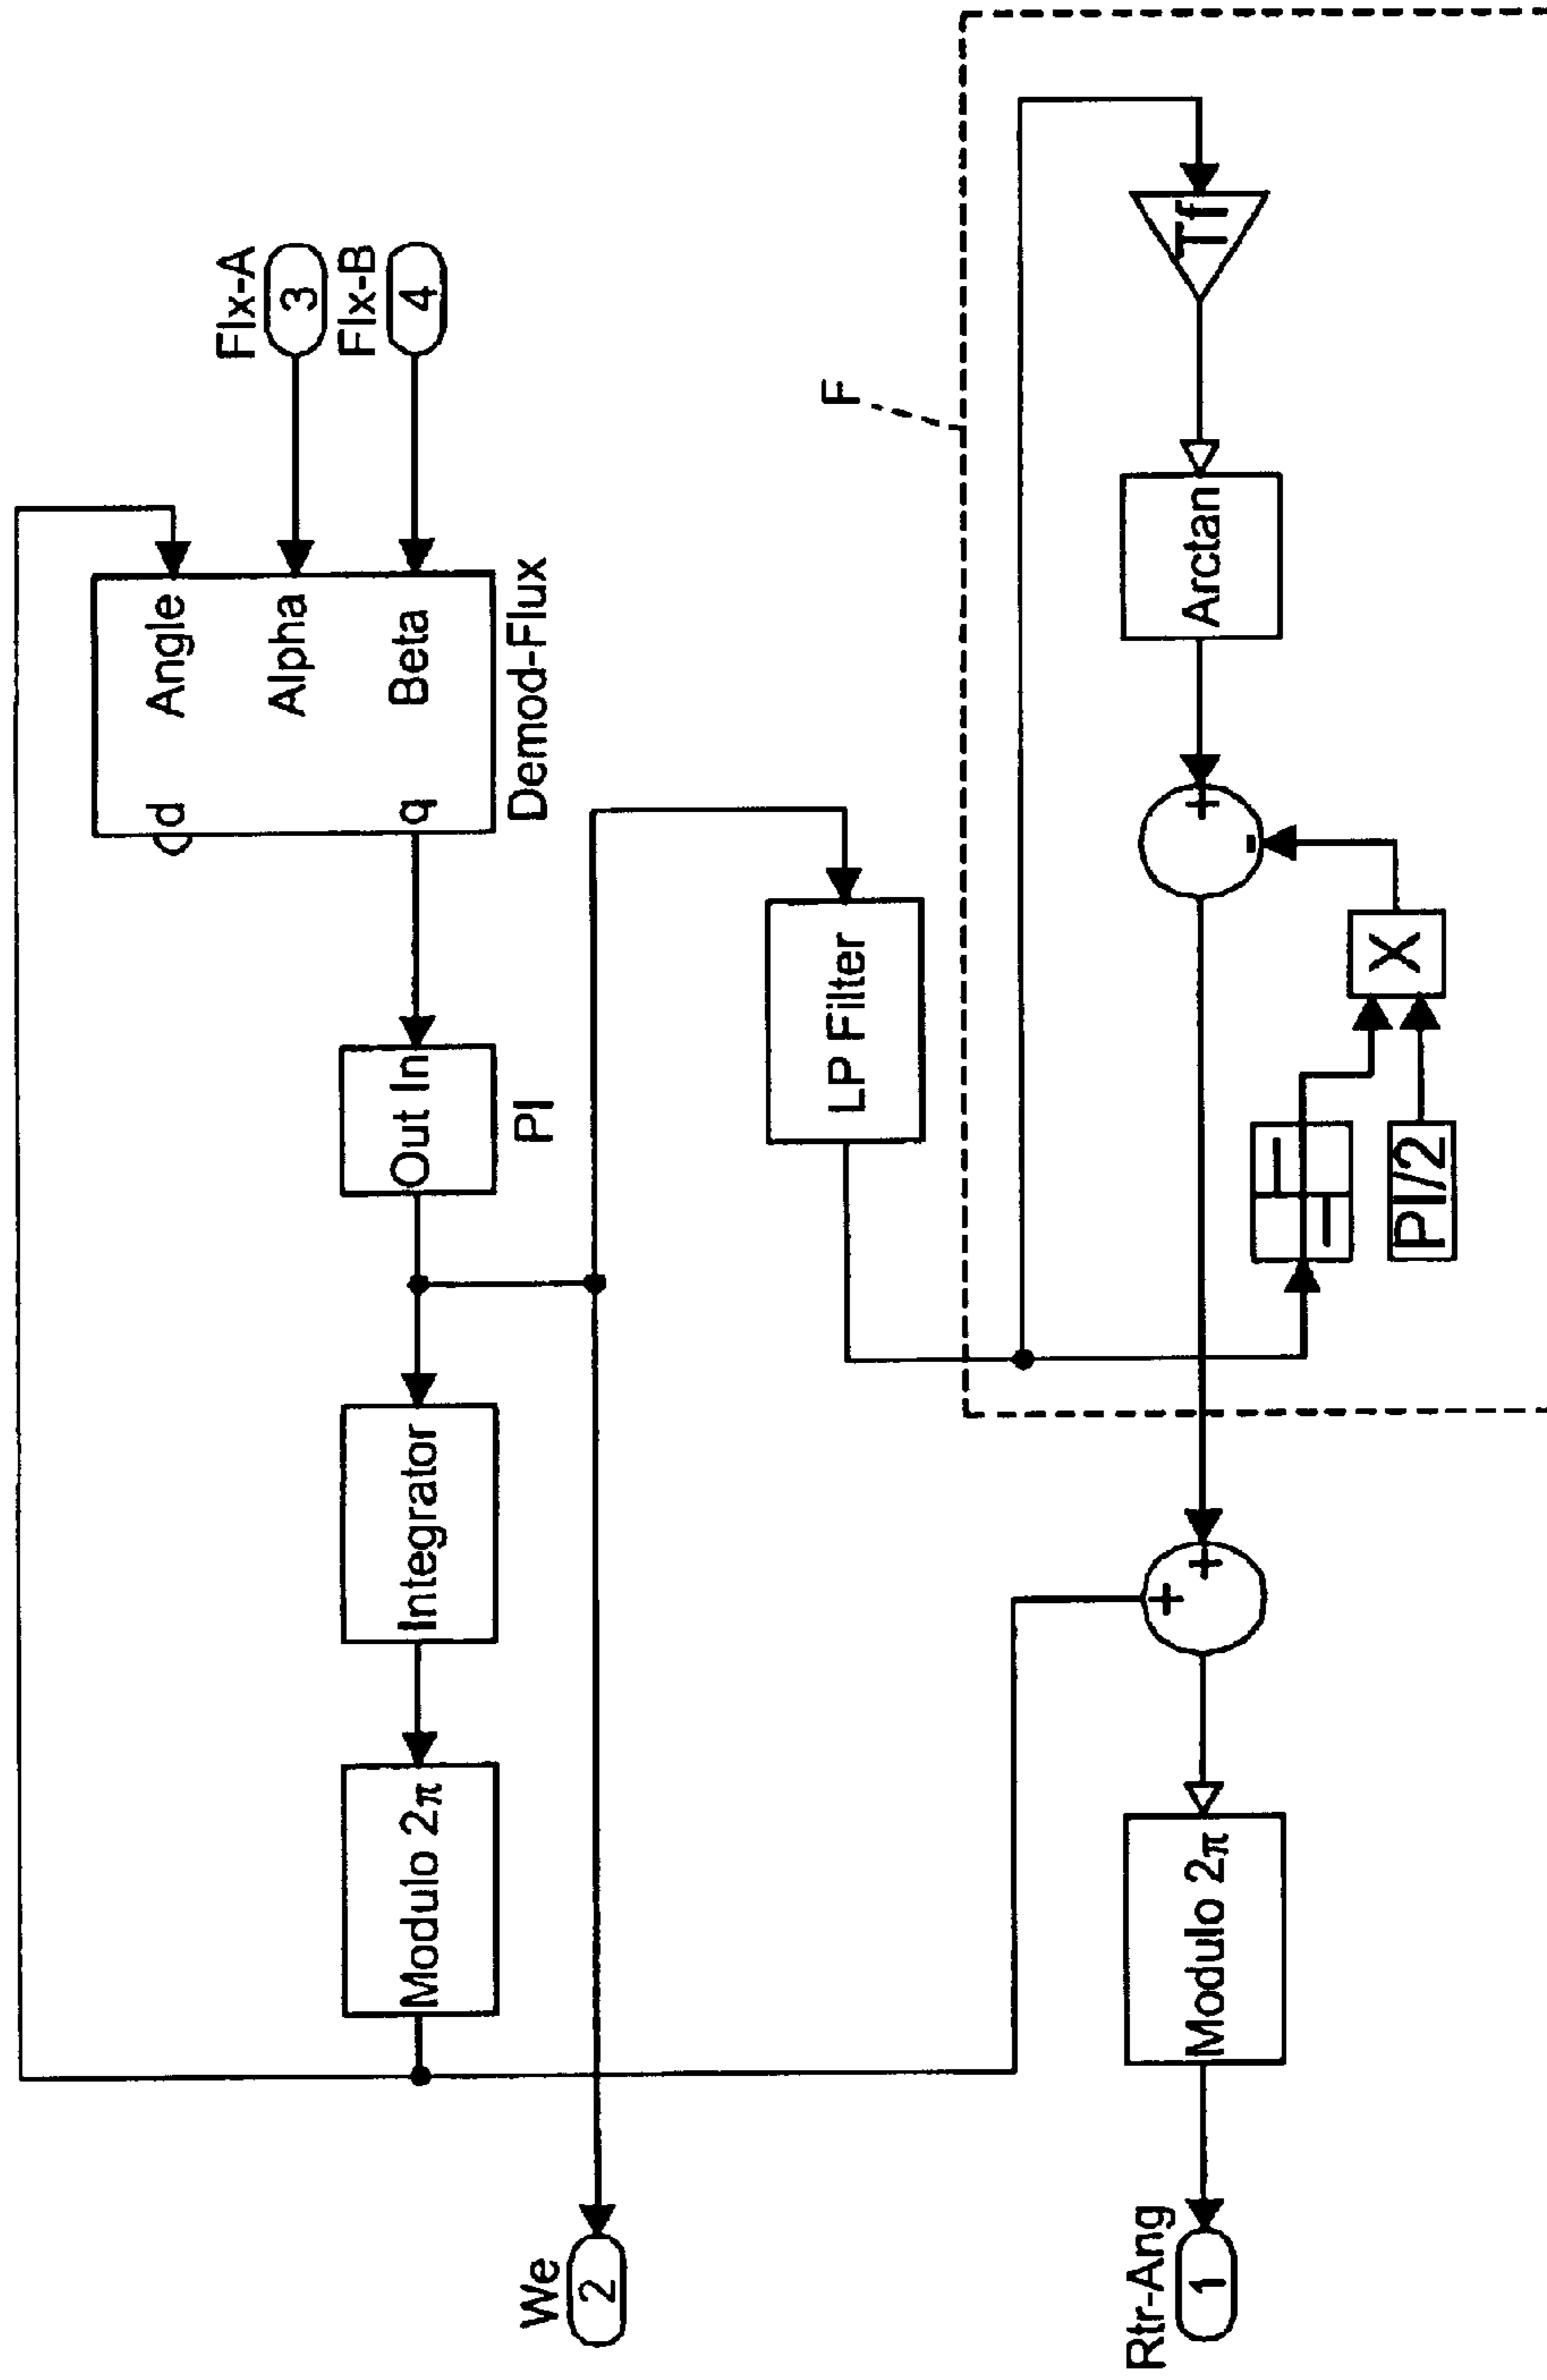 Flx-A
3
Flx-B
4
Angle
Alpha
Beta
d
q
Demod-Flux
Out In
PI
Integrator
Modulo 2π
We
2
LP Filter
F
Tf
Arctan
+
-
X
PI/2
+
+
Modulo 2π
Rtr-Ang
1